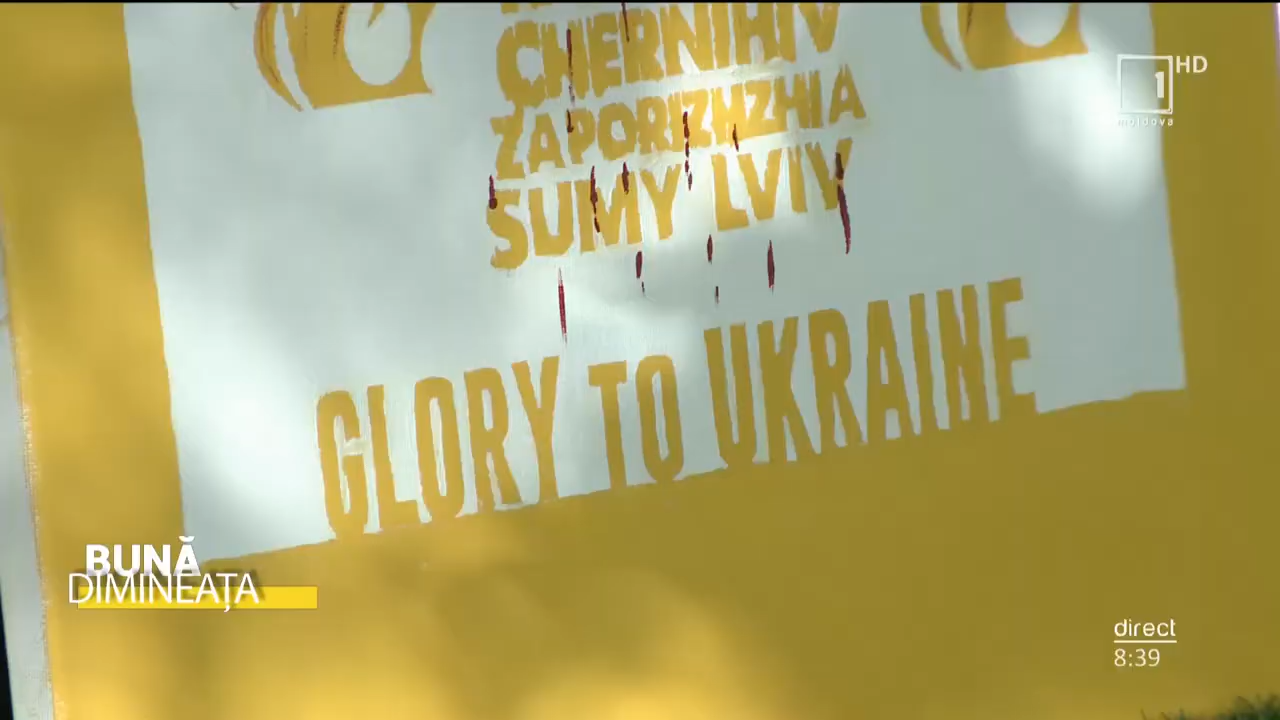 CHERNIHIV
ZAPORIZHZHIA
SUMY LVIV
GLORY TO UKRAINE
1 HD
moldova
BUNĂ
DIMINEAȚA
direct
8:39